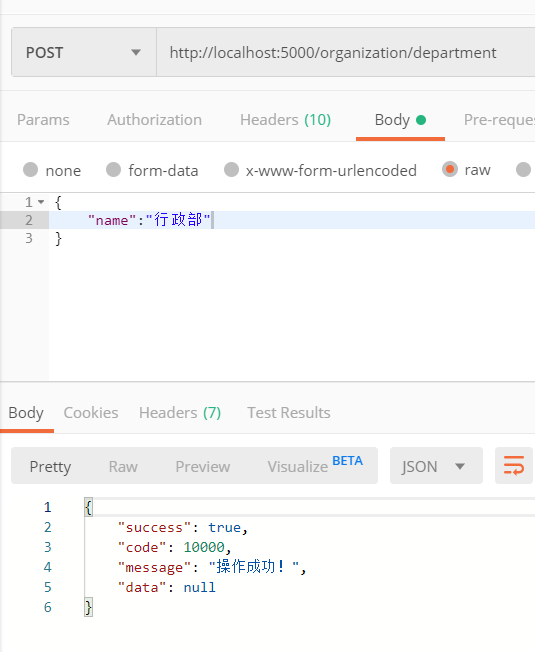 POST http://localhost:5000/organization/department
Params Authorization Headers (10) Body Pre-reque
none form-data x-www-form-urlencoded raw
1 {
2 "name":"行政部"
3 }
Body Cookies Headers (7) Test Results
Pretty Raw Preview Visualize BETA JSON
1 {
2 "success": true,
3 "code": 10000,
4 "message": "操作成功！",
5 "data": null
6 }